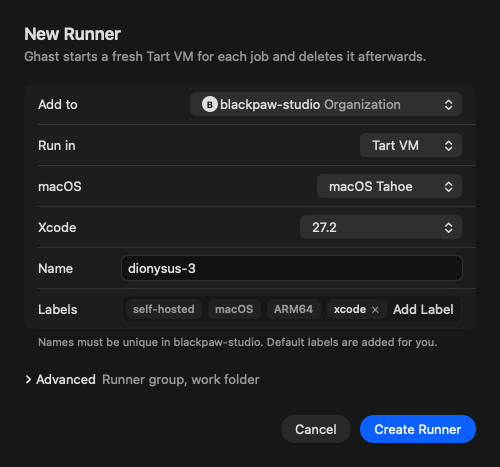 New Runner
Ghast starts a fresh Tart VM for each job and deletes it afterwards.
Add to B blackpaw-studio Organization
Run in Tart VM
macOS macOS Tahoe
Xcode 27.2
Name dionysus-3
Labels self-hosted macOS ARM64 xcode × Add Label
Names must be unique in blackpaw-studio. Default labels are added for you.
Advanced Runner group, work folder
Cancel Create Runner